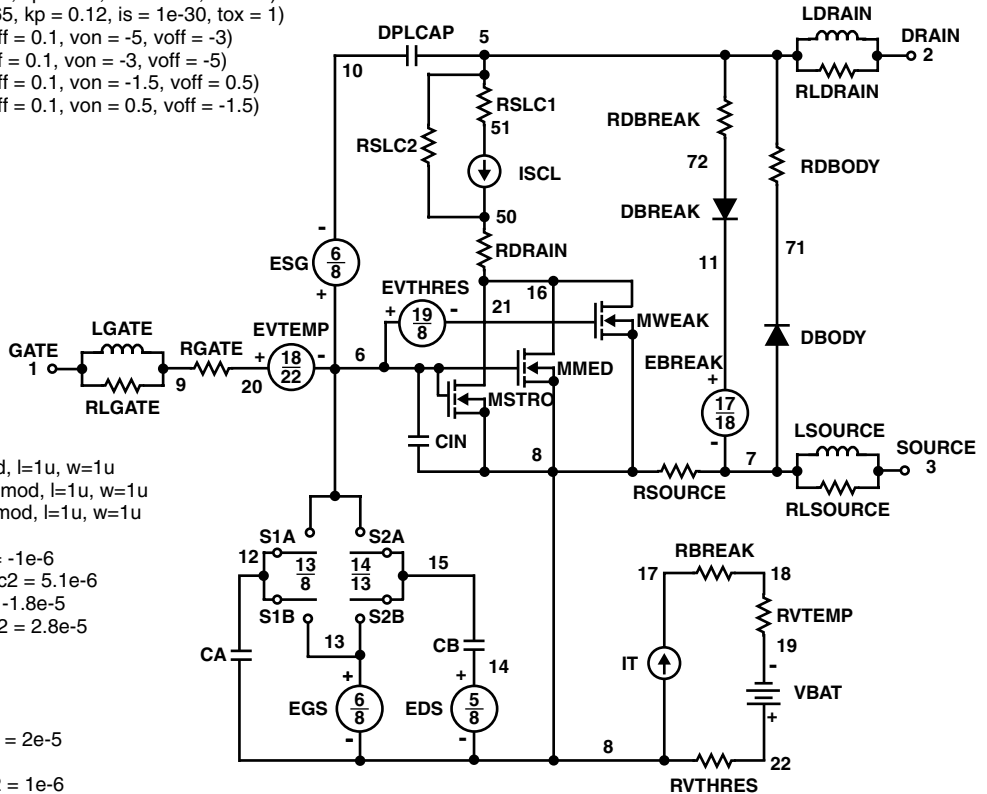 65, kp = 0.12, is = 1e-30, tox = 1)
ff = 0.1, von = -5, voff = -3)
f = 0.1, von = -3, voff = -5)
ff = 0.1, von = -1.5, voff = 0.5)
ff = 0.1, von = 0.5, voff = -1.5)
LDRAIN
DPLCAP
5
DRAIN
2
10
RLDRAIN
RSLC1
51
RDBREAK
RSLC2
72
ISCL
RDBODY
50
DBREAK
RDRAIN
71
-
ESG
6
8
+
11
EVTHRES
+
19
8
-
21
16
MWEAK
LGATE
EVTEMP
GATE
1
RGATE
+
18
22
-
6
MMED
EBREAK
DBODY
9
20
RLGATE
MSTRO
+
17
18
-
CIN
LSOURCE
SOURCE
3
8
7
RSOURCE
RLSOURCE
d, l=1u, w=1u
mod, l=1u, w=1u
mod, l=1u, w=1u
= -1e-6
c2 = 5.1e-6
-1.8e-5
2 = 2.8e-5
S1A
S2A
12
13
8
14
13
15
S1B
S2B
RBREAK
17
18
RVTEMP
13
CA
CB
19
14
IT
-
VBAT
+
+
EGS
6
8
-
+
EDS
5
8
-
8
22
RVTHRES
= 2e-5
2 = 1e-6